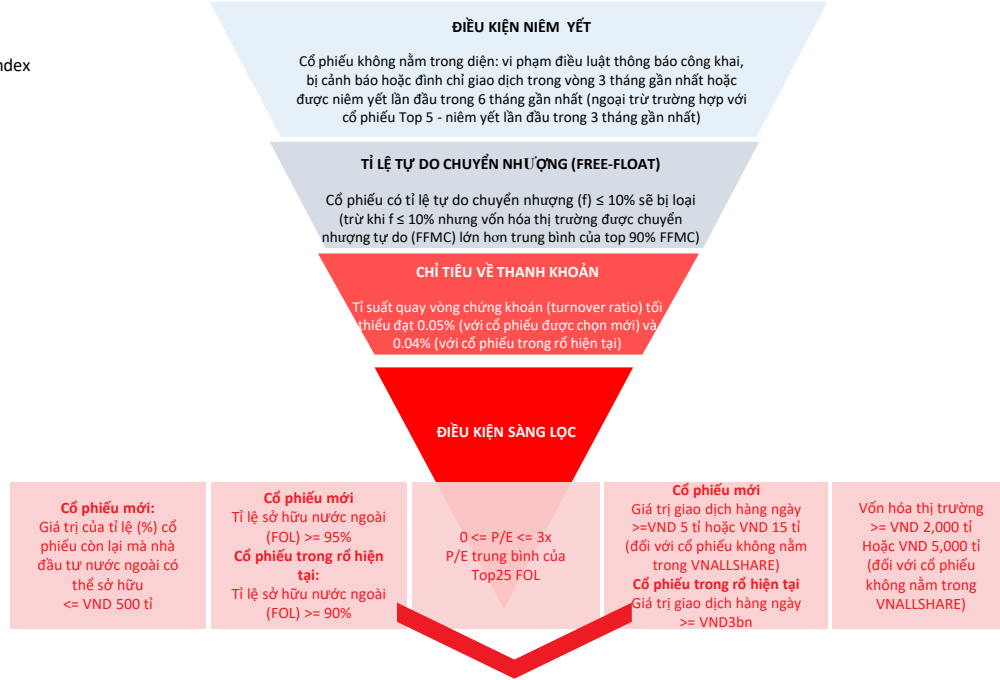 ndex
ĐIỀU KIỆN NIÊM YẾT
Cổ phiếu không nằm trong diện: vi phạm điều luật thông báo công khai,
bị cảnh báo hoặc đình chỉ giao dịch trong vòng 3 tháng gần nhất hoặc
được niêm yết lần đầu trong 6 tháng gần nhất (ngoại trừ trường hợp với
cổ phiếu Top 5 - niêm yết lần đầu trong 3 tháng gần nhất)
TỈ LỆ TỰ DO CHUYỂN NHƯỢNG (FREE-FLOAT)
Cổ phiếu có tỉ lệ tự do chuyển nhượng (f) ≤ 10% sẽ bị loại
(trừ khi f ≤ 10% nhưng vốn hóa thị trường được chuyển
nhượng tự do (FFMC) lớn hơn trung bình của top 90% FFMC)
CHỈ TIÊU VỀ THANH KHOẢN
Tỉ suất quay vòng chứng khoán (turnover ratio) tối
thiểu đạt 0.05% (với cổ phiếu được chọn mới) và
0.04% (với cổ phiếu trong rổ hiện tại)
ĐIỀU KIỆN SÀNG LỌC
Cổ phiếu mới:
Giá trị của tỉ lệ (%) cổ
phiếu còn lại mà nhà
đầu tư nước ngoài có
thể sở hữu
<= VND 500 tỉ
Cổ phiếu mới
Tỉ lệ sở hữu nước ngoài
(FOL) >= 95%
Cổ phiếu trong rổ hiện
tại:
Tỉ lệ sở hữu nước ngoài
(FOL) >= 90%
0 <= P/E <= 3x
P/E trung bình của
Top25 FOL
Cổ phiếu mới
Giá trị giao dịch hàng ngày
>=VND 5 tỉ hoặc VND 15 tỉ
(đối với cổ phiếu không nằm
trong VNALLSHARE)
Cổ phiếu trong rổ hiện tại
Giá trị giao dịch hàng ngày
>= VND3bn
Vốn hóa thị trường
>= VND 2,000 tỉ
Hoặc VND 5,000 tỉ
(đối với cổ phiếu
không nằm trong
VNALLSHARE)